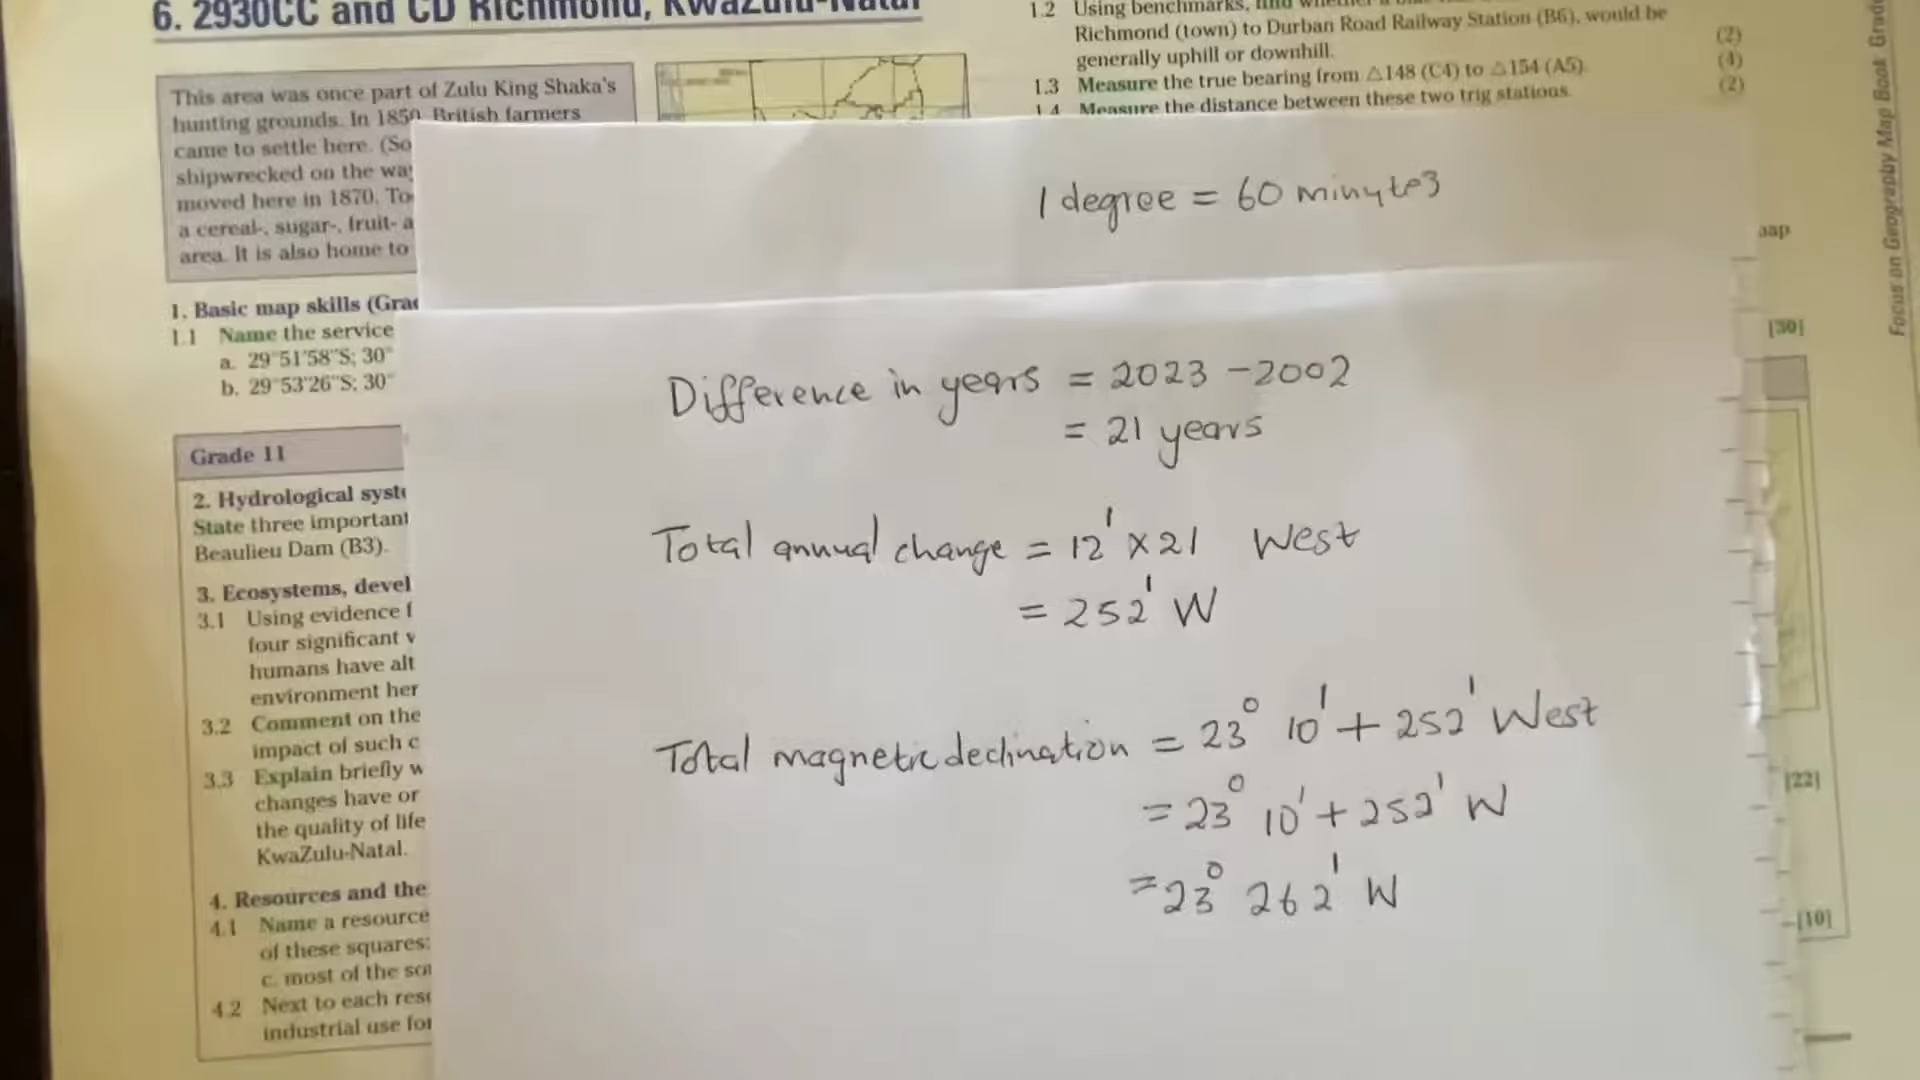 6. 2930CC and CD Richmond, KwaZulu-Natal
This area was once part of Zulu King Shaka's
hunting grounds. In 1850, British farmers
came to settle here. (So
shipwrecked on the way
moved here in 1870. To
a cereal-, sugar-, fruit- a
area. It is also home to
1. Basic map skills (Grad
1.1 Name the service
a. 29°51'58"S; 30°
b. 29°53'26"S; 30°
Grade 11
2. Hydrological syste
State three important
Beaulieu Dam (B3).
3. Ecosystems, devel
3.1 Using evidence f
four significant w
humans have alt
environment her
3.2 Comment on the
impact of such c
3.3 Explain briefly w
changes have or
the quality of life
KwaZulu-Natal.
4. Resources and the
4.1 Name a resource
of these squares:
c. most of the sou
4.2 Next to each reso
industrial use for
1.2 Using benchmarks, find whether a
Richmond (town) to Durban Road Railway Station (B6), would be
generally uphill or downhill. (2)
1.3 Measure the true bearing from △148 (C4) to △154 (A5). (4)
1.4 Measure the distance between these two trig stations. (2)
map
[30]
[22]
[10]
Focus on Geography Map Book Grade
1 degree = 60 minytes
Difference in years = 2023 - 2002
= 21 years
Total annual change = 12' x 21 West
= 252' W
Total magnetic declination = 23° 10' + 252' West
= 23° 10' + 252' W
= 23° 262' W